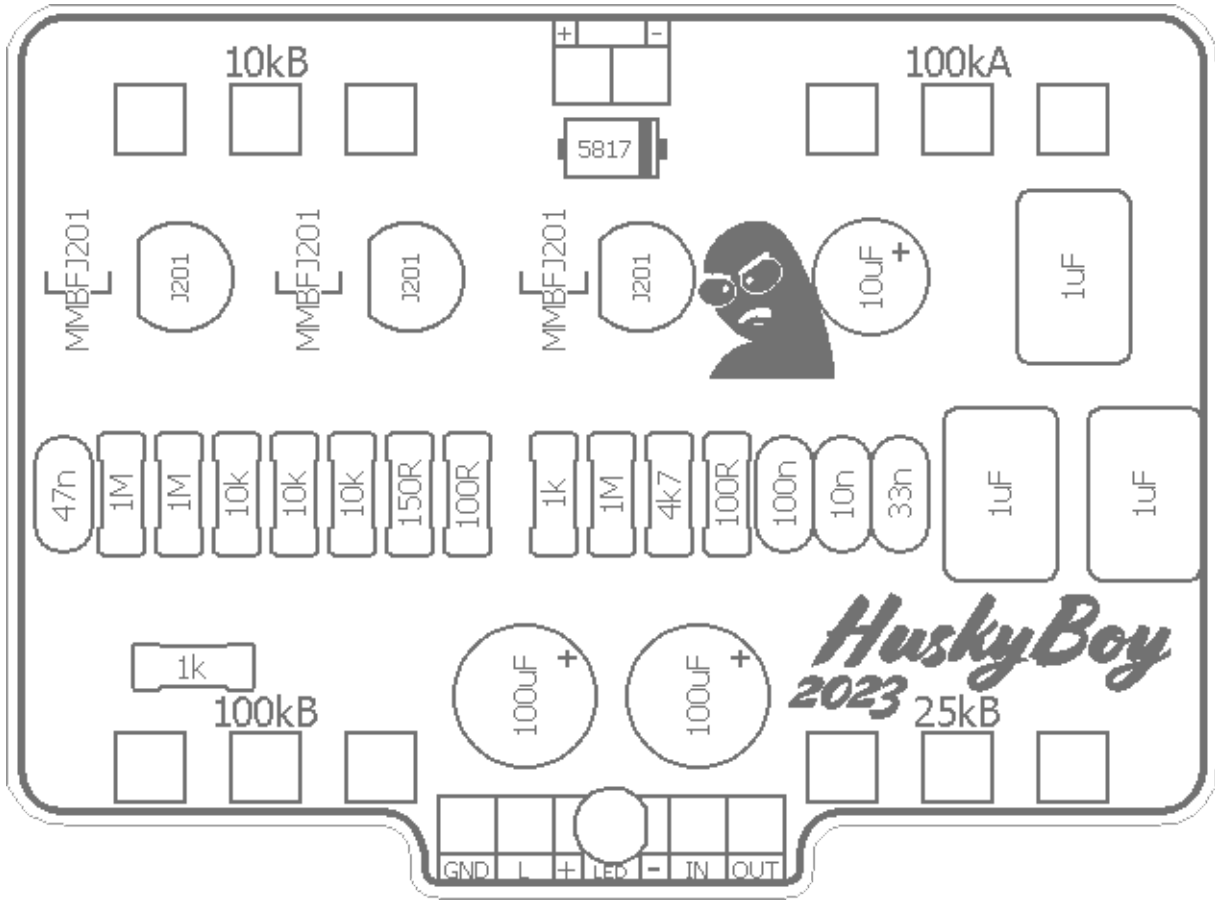 + -
10kB
100kA
5817
MMBFJ201
J201
MMBFJ201
J201
MMBFJ201
J201
10uF
+
1uF
47n
1M
1M
10k
10k
10k
150R
100R
1k
1M
4k7
100R
100n
10n
33n
1uF
1uF
HuskyBoy
2023
1k
100uF
+
100uF
+
100kB
25kB
GND L + LED - IN OUT